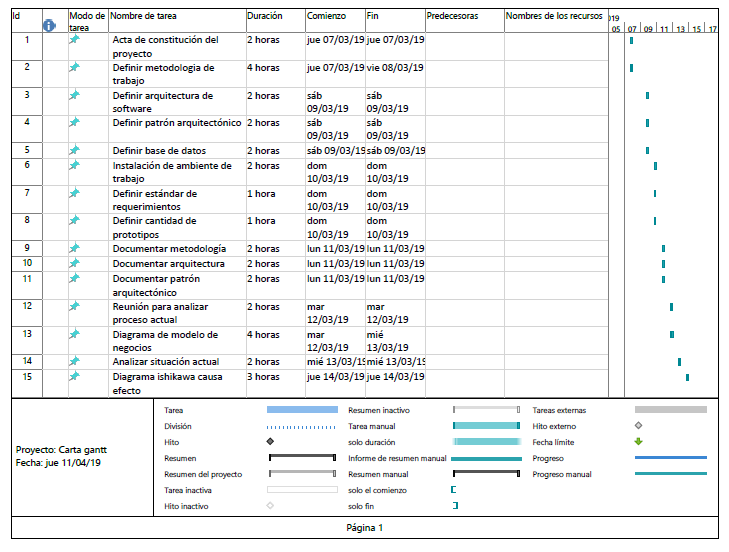 Id Modo de tarea Nombre de tarea Duración Comienzo Fin Predecesoras Nombres de los recursos
05 07 09 11 13 15 17
1 Acta de constitución del proyecto 2 horas jue 07/03/19 jue 07/03/19
2 Definir metodologia de trabajo 4 horas jue 07/03/19 vie 08/03/19
3 Definir arquitectura de software 2 horas sáb 09/03/19 sáb 09/03/19
4 Definir patrón arquitectónico 2 horas sáb 09/03/19 sáb 09/03/19
5 Definir base de datos 2 horas sáb 09/03/19 sáb 09/03/19
6 Instalación de ambiente de trabajo 2 horas dom 10/03/19 dom 10/03/19
7 Definir estándar de requerimientos 1 hora dom 10/03/19 dom 10/03/19
8 Definir cantidad de prototipos 1 hora dom 10/03/19 dom 10/03/19
9 Documentar metodología 2 horas lun 11/03/19 lun 11/03/19
10 Documentar arquitectura 2 horas lun 11/03/19 lun 11/03/19
11 Documentar patrón arquitectónico 2 horas lun 11/03/19 lun 11/03/19
12 Reunión para analizar proceso actual 2 horas mar 12/03/19 mar 12/03/19
13 Diagrama de modelo de negocios 4 horas mar 12/03/19 mié 13/03/19
14 Analizar situación actual 2 horas mié 13/03/19 mié 13/03/19
15 Diagrama ishikawa causa efecto 3 horas jue 14/03/19 jue 14/03/19
Proyecto: Carta gantt
Fecha: jue 11/04/19
Tarea
División
Hito
Resumen
Resumen del proyecto
Tarea inactiva
Hito inactivo
Resumen inactivo
Tarea manual
solo duración
Informe de resumen manual
Resumen manual
solo el comienzo
solo fin
Tareas externas
Hito externo
Fecha límite
Progreso
Progreso manual
Página 1